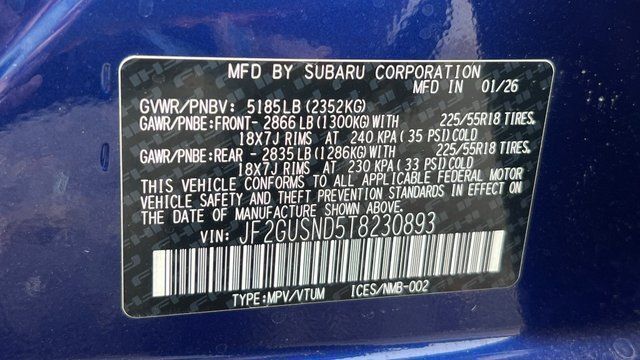 MFD BY SUBARU CORPORATION
MFD IN 01/26
GVWR/PNBV: 5185LB (2352KG)
GAWR/PNBE:FRONT- 2866 LB (1300KG) WITH 225/55R18 TIRES,
18X7J RIMS AT 240 KPA (35 PSI) COLD
GAWR/PNBE:REAR - 2835 LB (1286KG) WITH 225/55R18 TIRES,
18X7J RIMS AT 230 KPA (33 PSI) COLD
THIS VEHICLE CONFORMS TO ALL APPLICABLE FEDERAL MOTOR
VEHICLE SAFETY AND THEFT PREVENTION STANDARDS IN EFFECT ON
THE DATE OF MANUFACTURE SHOWN ABOVE.
VIN: JF2GUSND5T8230893
TYPE:MPV/VTUM ICES/NMB-002